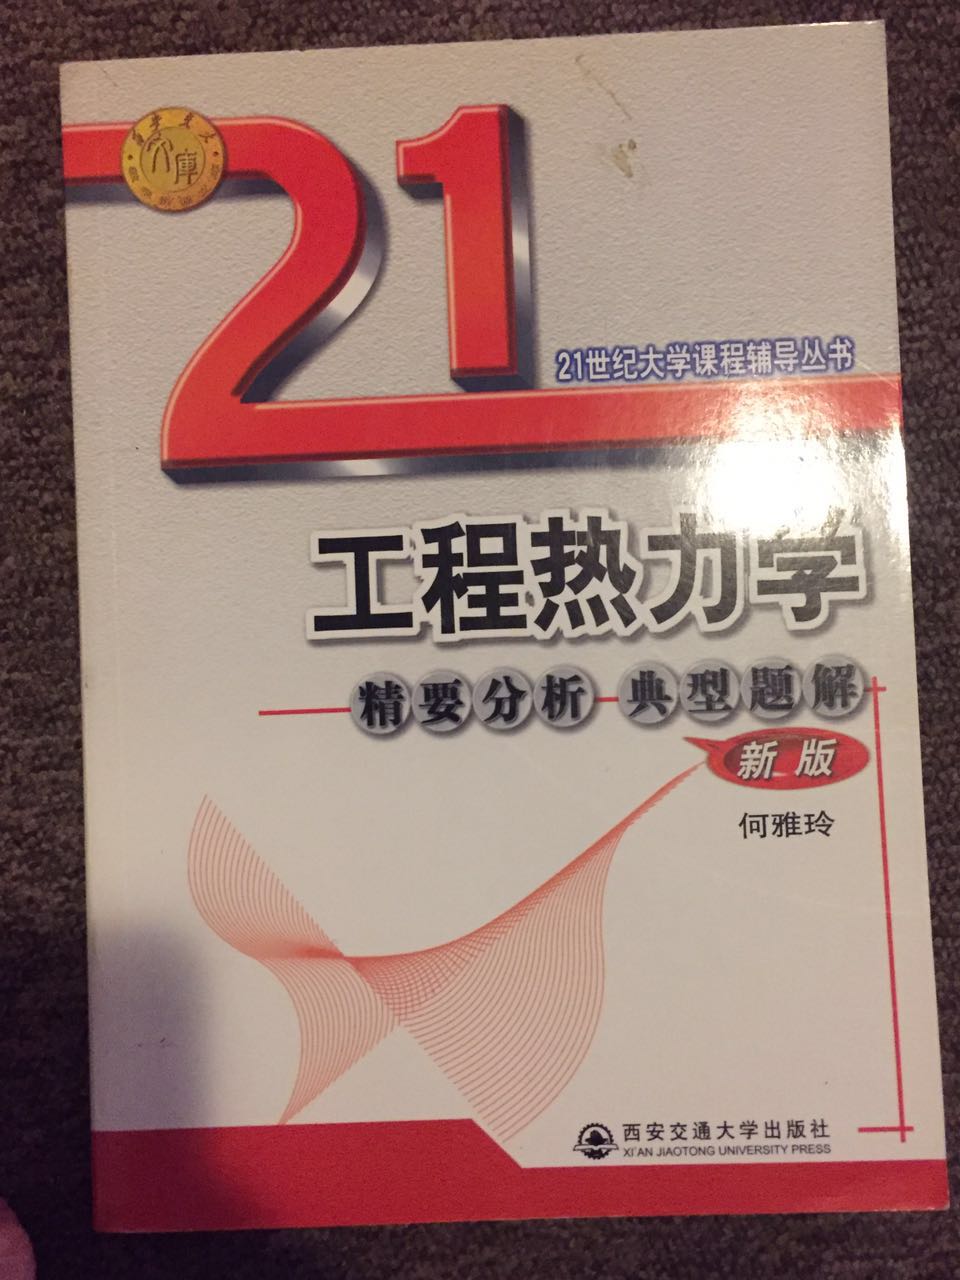 21
文库
21世纪大学课程辅导丛书
工程热力学
精要分析 典型题解
新版
何雅玲
西安交通大学出版社
XI'AN JIAOTONG UNIVERSITY PRESS